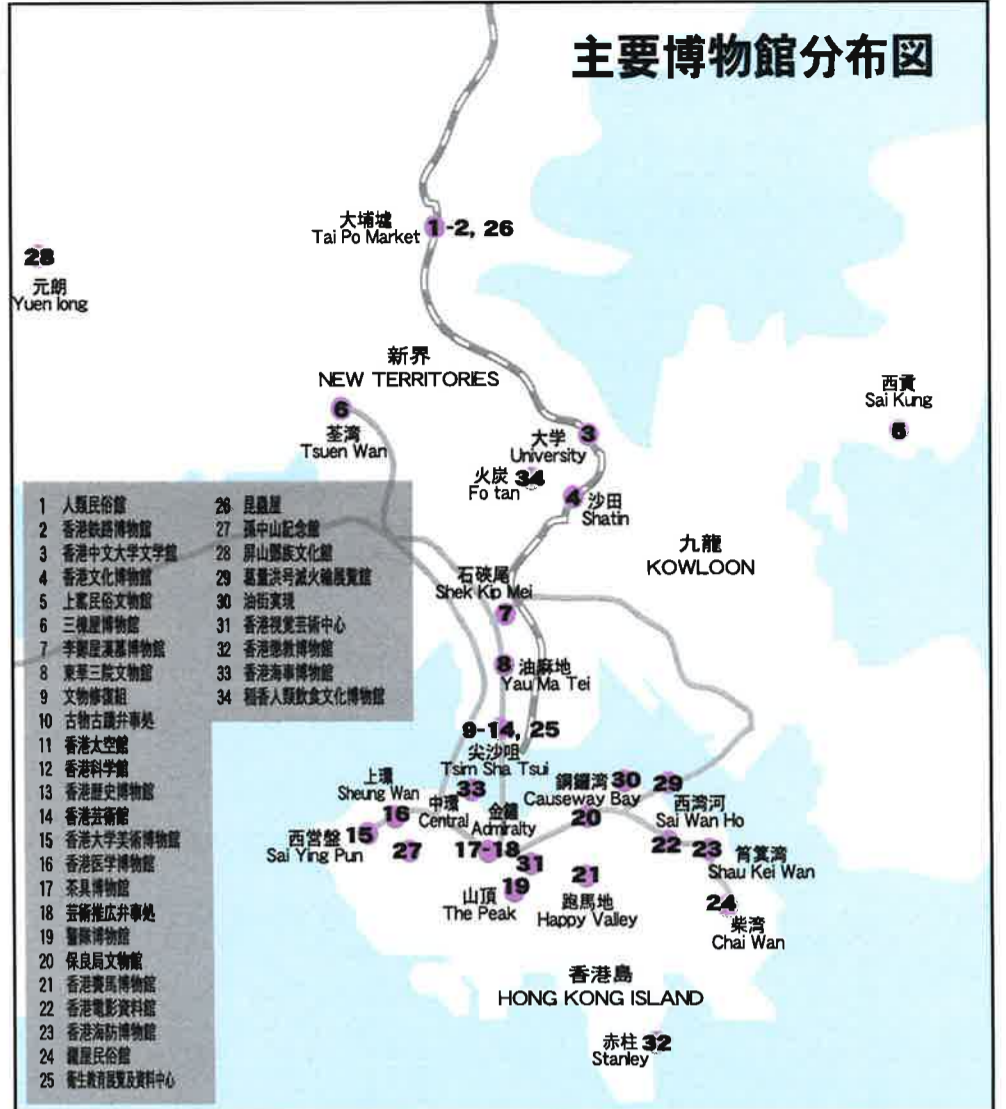 主要博物館分布図
大埔墟
Tai Po Market
1-2, 26
28
元朗
Yuen long
新界
NEW TERRITORIES
西貢
Sai Kung
5
6
荃湾
Tsuen Wan
大学
University
3
火炭
Fo tan
34
4
沙田
Shatin
九龍
KOWLOON
石硤尾
Shek Kip Mei
7
8
油麻地
Yau Ma Tei
9-14, 25
尖沙咀
Tsim Sha Tsui
上環
Sheung Wan
16
中環
Central
33
金鐘
Admiralty
銅鑼湾
Causeway Bay
30
29
20
西湾河
Sai Wan Ho
西営盤
Sai Ying Pun
15
27
17-18
31
22
23
筲箕湾
Shau Kei Wan
山頂
The Peak
19
21
跑馬地
Happy Valley
24
柴湾
Chai Wan
香港島
HONG KONG ISLAND
赤柱
Stanley
32
1 人類民俗館
2 香港鉄路博物館
3 香港中文大学文学館
4 香港文化博物館
5 上窰民俗文物館
6 三棟屋博物館
7 李鄭屋漢墓博物館
8 東華三院文物館
9 文物修復組
10 古物古蹟弁事処
11 香港太空館
12 香港科学館
13 香港歴史博物館
14 香港芸術館
15 香港大学美術博物館
16 香港医学博物館
17 茶具博物館
18 芸術推広弁事処
19 警隊博物館
20 保良局文物館
21 香港賽馬博物館
22 香港電影資料館
23 香港海防博物館
24 羅屋民俗館
25 衛生教育展覧及資料中心
26 昆蟲屋
27 孫中山記念館
28 屏山鄧族文化館
29 葛量洪号滅火輪展覧館
30 油街実現
31 香港視覚芸術中心
32 香港懲教博物館
33 香港海事博物館
34 稲香人類飲食文化博物館